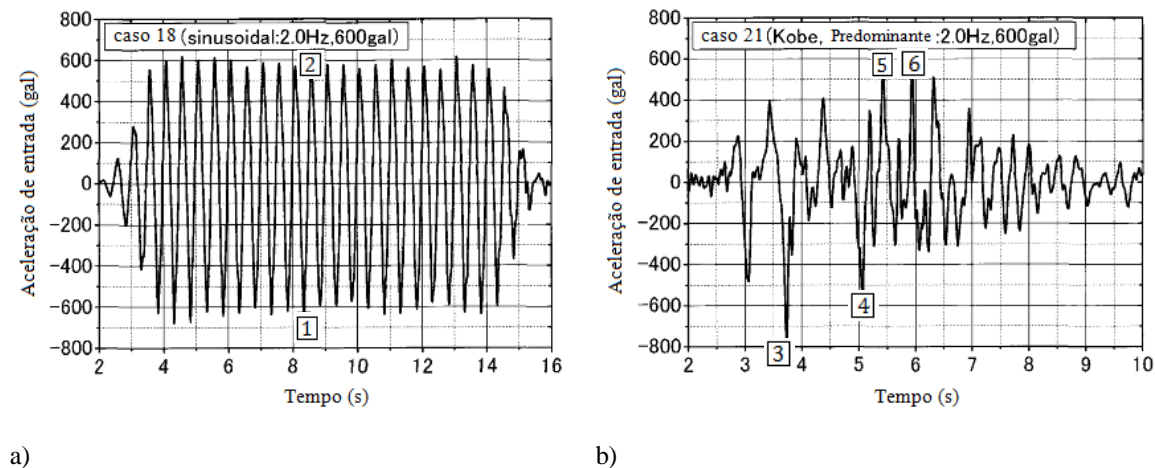 caso 18 (sinusoidal:2.0Hz,600gal)
800
600
400
200
0
−200
−400
−600
−800
Aceleração de entrada (gal)
2
1
2 4 6 8 10 12 14 16
Tempo (s)
a)
caso 21 (Kobe, Predominante :2.0Hz,600gal)
800
600
400
200
0
−200
−400
−600
−800
Aceleração de entrada (gal)
5 6
4
3
2 3 4 5 6 7 8 9 10
Tempo (s)
b)